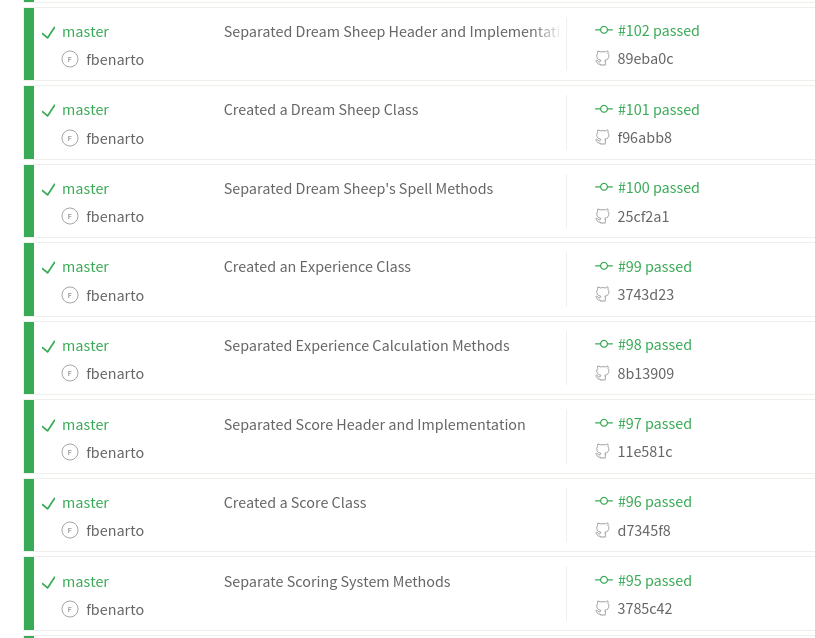 master Separated Dream Sheep Header and #102 passed
F fbenarto 89eba0c
master Created a Dream Sheep Class #101 passed
F fbenarto f96abb8
master Separated Dream Sheep's Spell Methods #100 passed
F fbenarto 25cf2a1
master Created an Experience Class #99 passed
F fbenarto 3743d23
master Separated Experience Calculation Methods #98 passed
F fbenarto 8b13909
master Separated Score Header and Implementation #97 passed
F fbenarto 11e581c
master Created a Score Class #96 passed
F fbenarto d7345f8
master Separate Scoring System Methods #95 passed
F fbenarto 3785c42